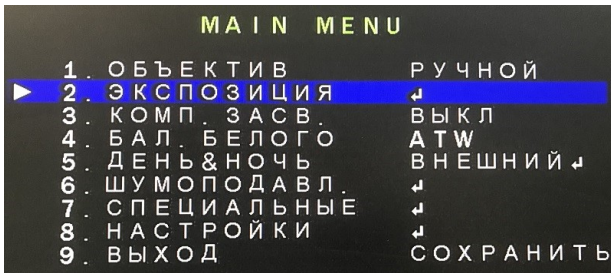 MAIN MENU
1. ОБЪЕКТИВ РУЧНОЙ
2. ЭКСПОЗИЦИЯ ↲
3. КОМП. ЗАСВ. ВЫКЛ
4. БАЛ. БЕЛОГО ATW
5. ДЕНЬ&НОЧЬ ВНЕШНИЙ↲
6. ШУМОПОДАВЛ. ↲
7. СПЕЦИАЛЬНЫЕ ↲
8. НАСТРОЙКИ ↲
9. ВЫХОД СОХРАНИТЬ